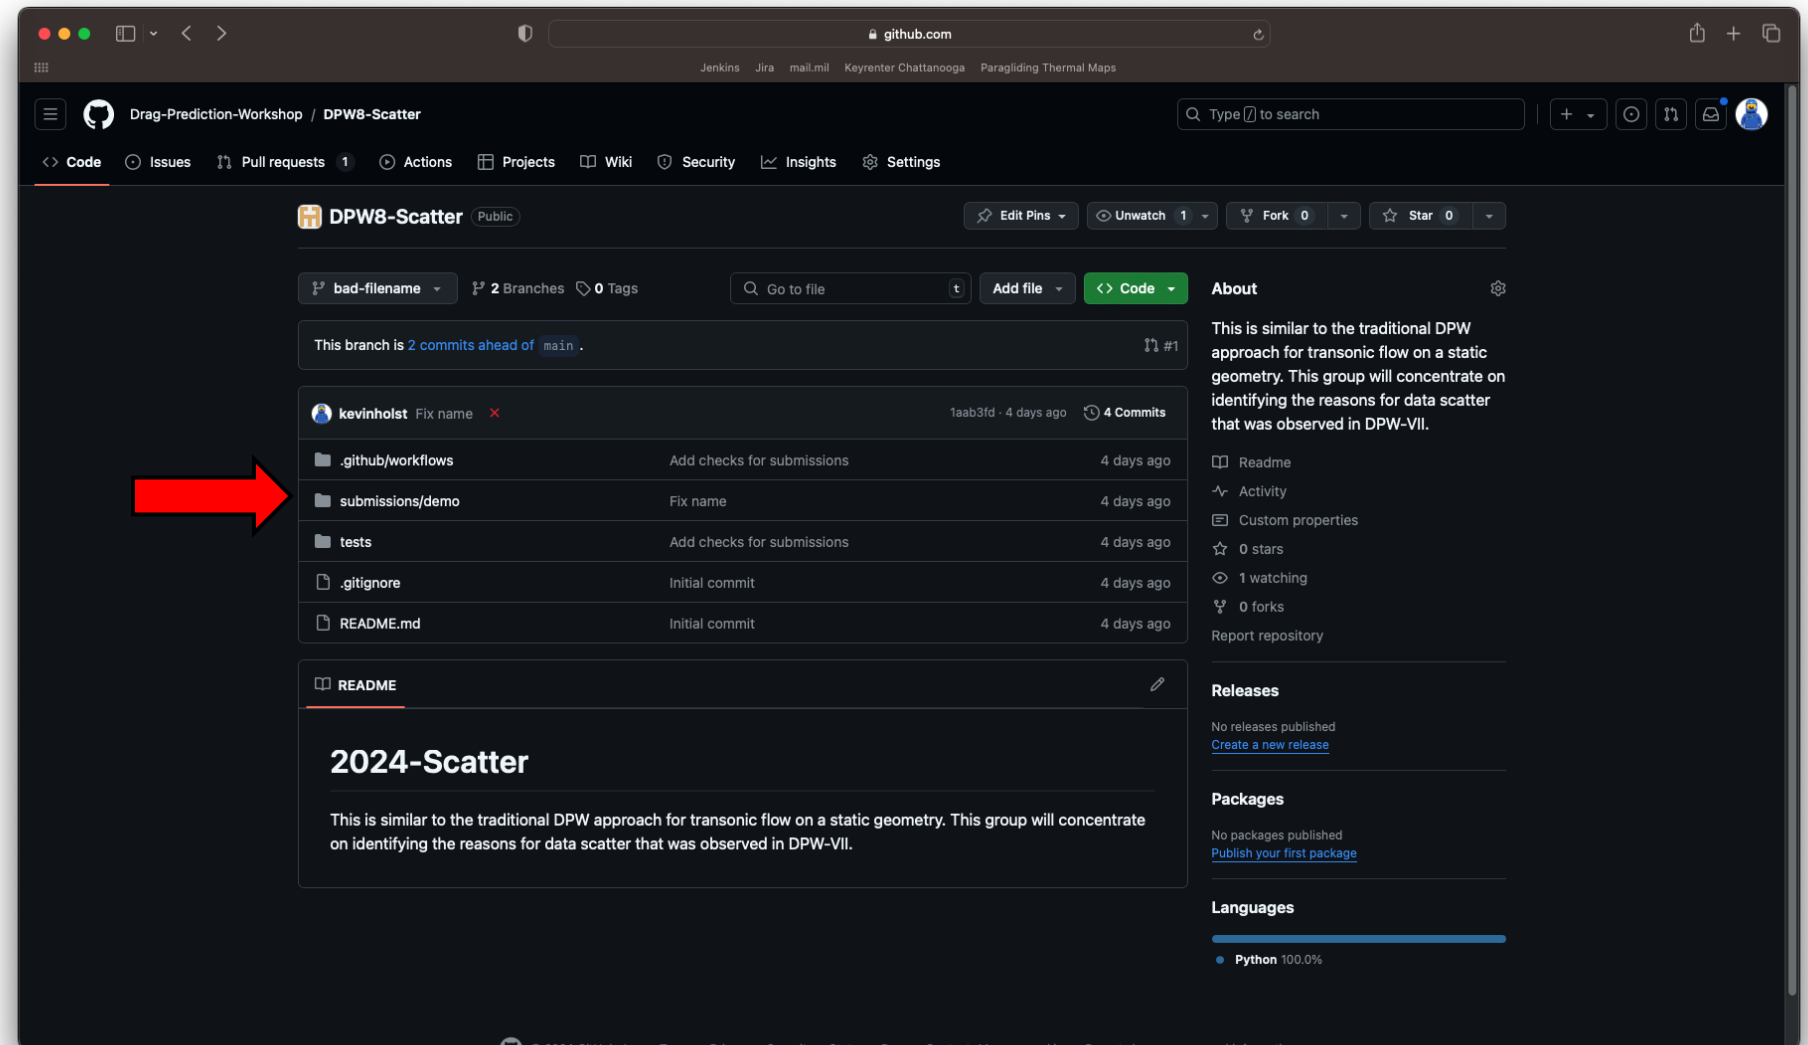 github.com
Jenkins Jira mail.mil Keyrenter Chattanooga Paragliding Thermal Maps
Drag-Prediction-Workshop / DPW8-Scatter
Type / to search
Code Issues Pull requests 1 Actions Projects Wiki Security Insights Settings
DPW8-Scatter Public
Edit Pins Unwatch 1 Fork 0 Star 0
bad-filename 2 Branches 0 Tags Go to file t Add file <> Code
This branch is 2 commits ahead of main .
#1
kevinholst Fix name 1aab3fd · 4 days ago 4 Commits
.github/workflows Add checks for submissions 4 days ago
submissions/demo Fix name 4 days ago
tests Add checks for submissions 4 days ago
.gitignore Initial commit 4 days ago
README.md Initial commit 4 days ago
README
2024-Scatter
This is similar to the traditional DPW approach for transonic flow on a static geometry. This group will concentrate
on identifying the reasons for data scatter that was observed in DPW-VII.
About
This is similar to the traditional DPW
approach for transonic flow on a static
geometry. This group will concentrate on
identifying the reasons for data scatter
that was observed in DPW-VII.
Readme
Activity
Custom properties
0 stars
1 watching
0 forks
Report repository
Releases
No releases published
Create a new release
Packages
No packages published
Publish your first package
Languages
Python 100.0%